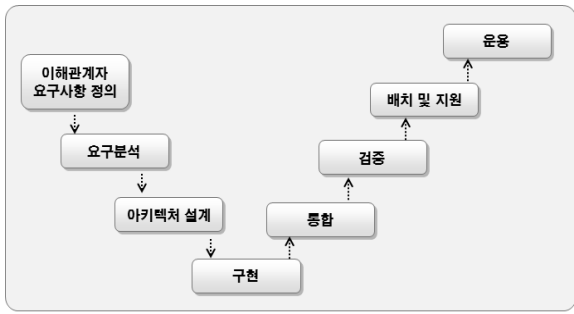 이해관계자
요구사항 정의
요구분석
아키텍처 설계
구현
통합
검증
배치 및 지원
운용